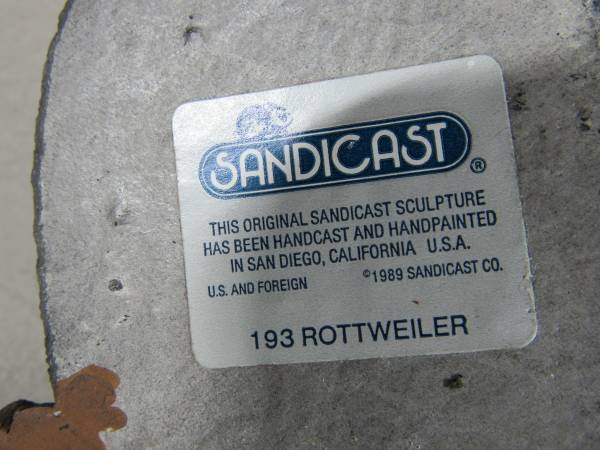 SANDICAST®
THIS ORIGINAL SANDICAST SCULPTURE
HAS BEEN HANDCAST AND HANDPAINTED
IN SAN DIEGO, CALIFORNIA U.S.A.
U.S. AND FOREIGN ©1989 SANDICAST CO.
193 ROTTWEILER